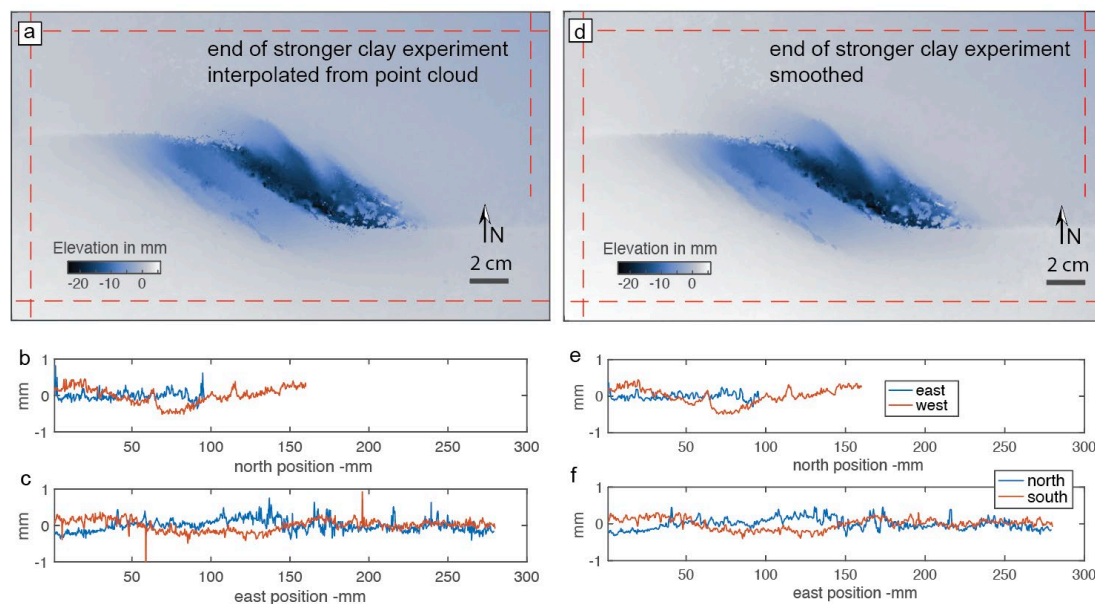 a
end of stronger clay experiment
interpolated from point cloud
Elevation in mm
-20 -10 0
N
2 cm
d
end of stronger clay experiment
smoothed
Elevation in mm
-20 -10 0
N
2 cm
b
1
0
-1
mm
50 100 150 200 250 300
north position -mm
c
1
0
-1
mm
50 100 150 200 250 300
east position -mm
e
1
0
-1
mm
east
west
50 100 150 200 250 300
north position -mm
f
1
0
-1
mm
north
south
50 100 150 200 250 300
east position -mm